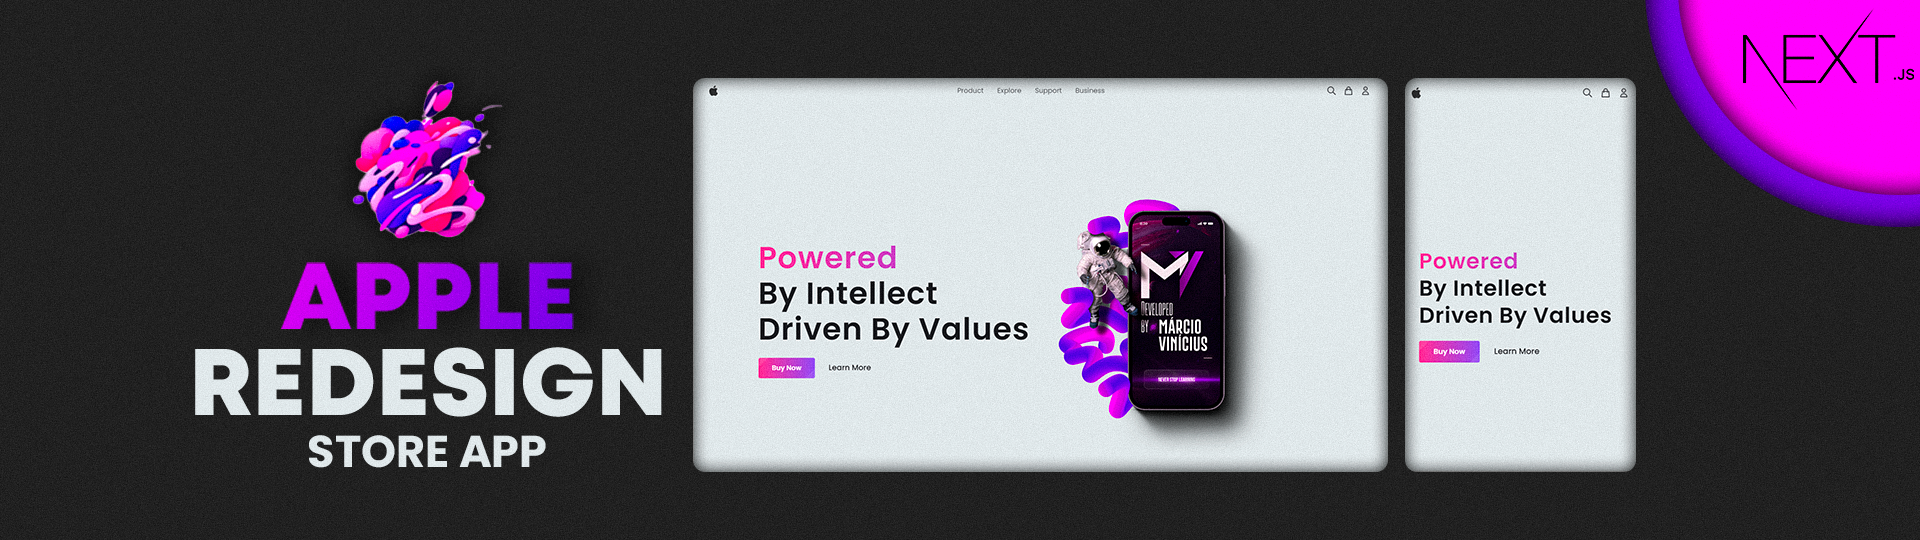 APPLE
REDESIGN
STORE APP
Product Explore Support Business
Powered
By Intellect
Driven By Values
Buy Now Learn More
MV
DEVELOPED
BY MÁRCIO
VINÍCIUS
NEVER STOP LEARNING
Powered
By Intellect
Driven By Values
Buy Now Learn More
NEXT.JS